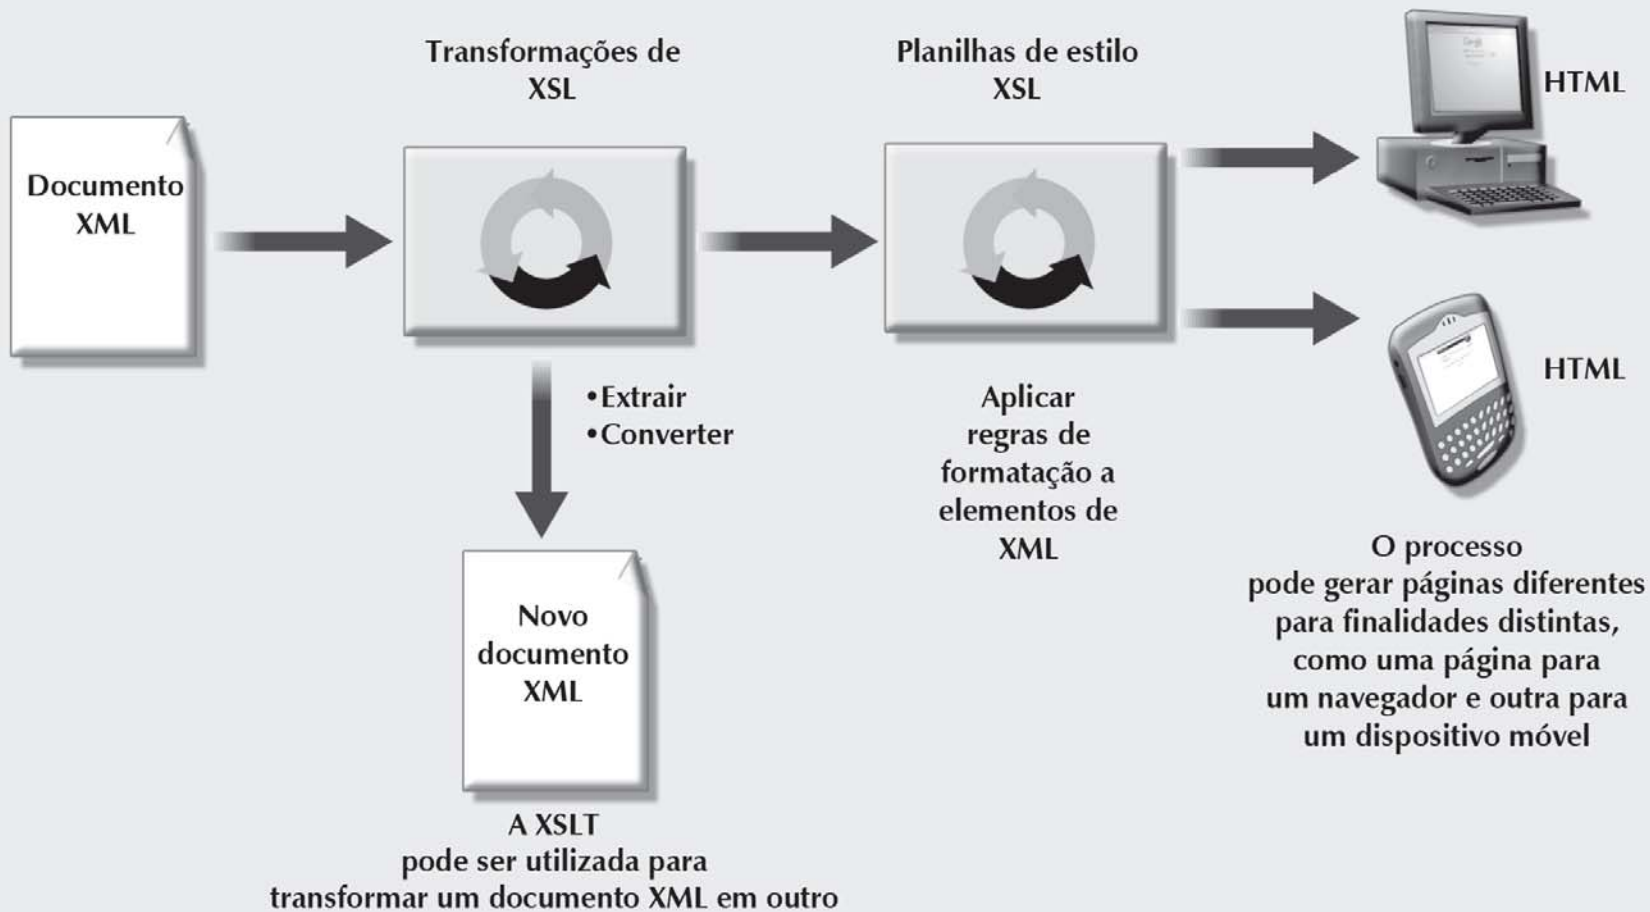 Transformações de
XSL
Planilhas de estilo
XSL
HTML
Documento
XML
HTML
•Extrair
•Converter
Aplicar
regras de
formatação a
elementos de
XML
O processo
pode gerar páginas diferentes
para finalidades distintas,
como uma página para
um navegador e outra para
um dispositivo móvel
Novo
documento
XML
A XSLT
pode ser utilizada para
transformar um documento XML em outro